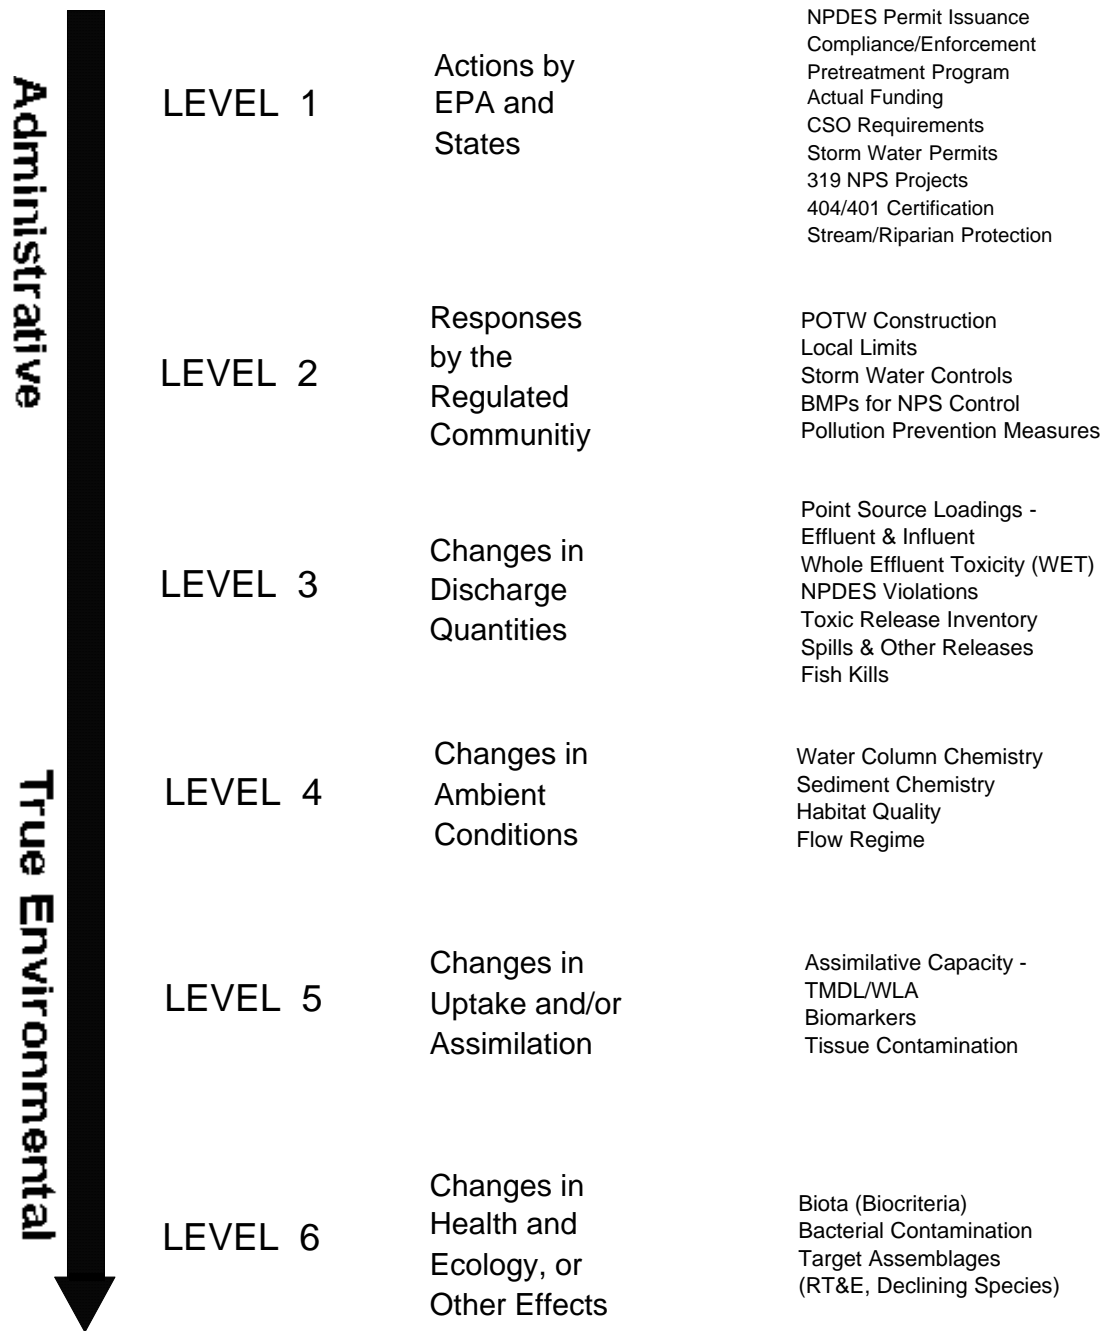 Administrative
True Environmental
LEVEL 1
Actions by
EPA and
States
NPDES Permit Issuance
Compliance/Enforcement
Pretreatment Program
Actual Funding
CSO Requirements
Storm Water Permits
319 NPS Projects
404/401 Certification
Stream/Riparian Protection
LEVEL 2
Responses
by the
Regulated
Communitiy
POTW Construction
Local Limits
Storm Water Controls
BMPs for NPS Control
Pollution Prevention Measures
LEVEL 3
Changes in
Discharge
Quantities
Point Source Loadings -
Effluent & Influent
Whole Effluent Toxicity (WET)
NPDES Violations
Toxic Release Inventory
Spills & Other Releases
Fish Kills
LEVEL 4
Changes in
Ambient
Conditions
Water Column Chemistry
Sediment Chemistry
Habitat Quality
Flow Regime
LEVEL 5
Changes in
Uptake and/or
Assimilation
Assimilative Capacity -
TMDL/WLA
Biomarkers
Tissue Contamination
LEVEL 6
Changes in
Health and
Ecology, or
Other Effects
Biota (Biocriteria)
Bacterial Contamination
Target Assemblages
(RT&E, Declining Species)